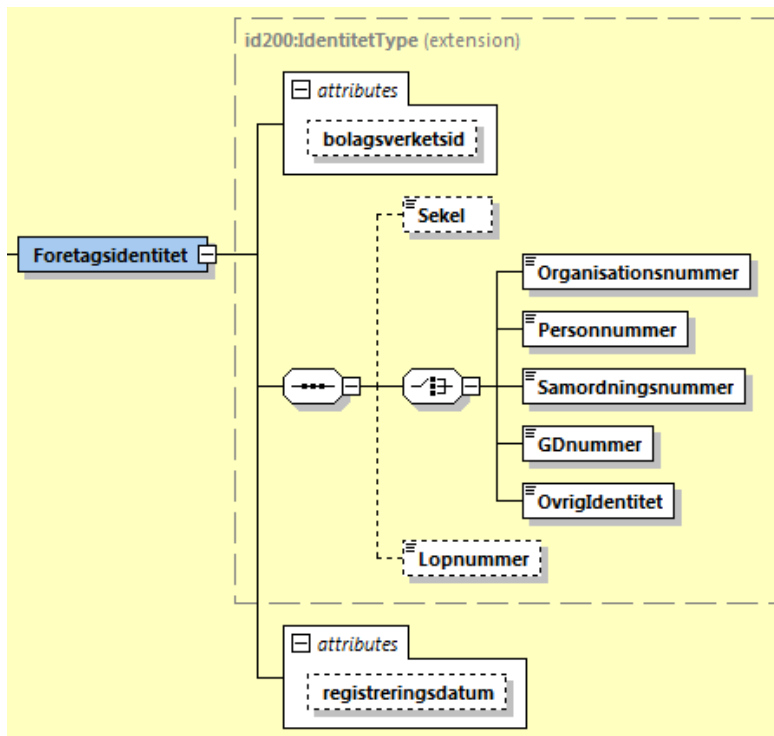 id200:IdentitetType (extension)
attributes
bolagsverketsid
Sekel
Foretagsidentitet
Organisationsnummer
Personnummer
Samordningsnummer
GDnummer
OvrigIdentitet
Lopnummer
attributes
registreringsdatum